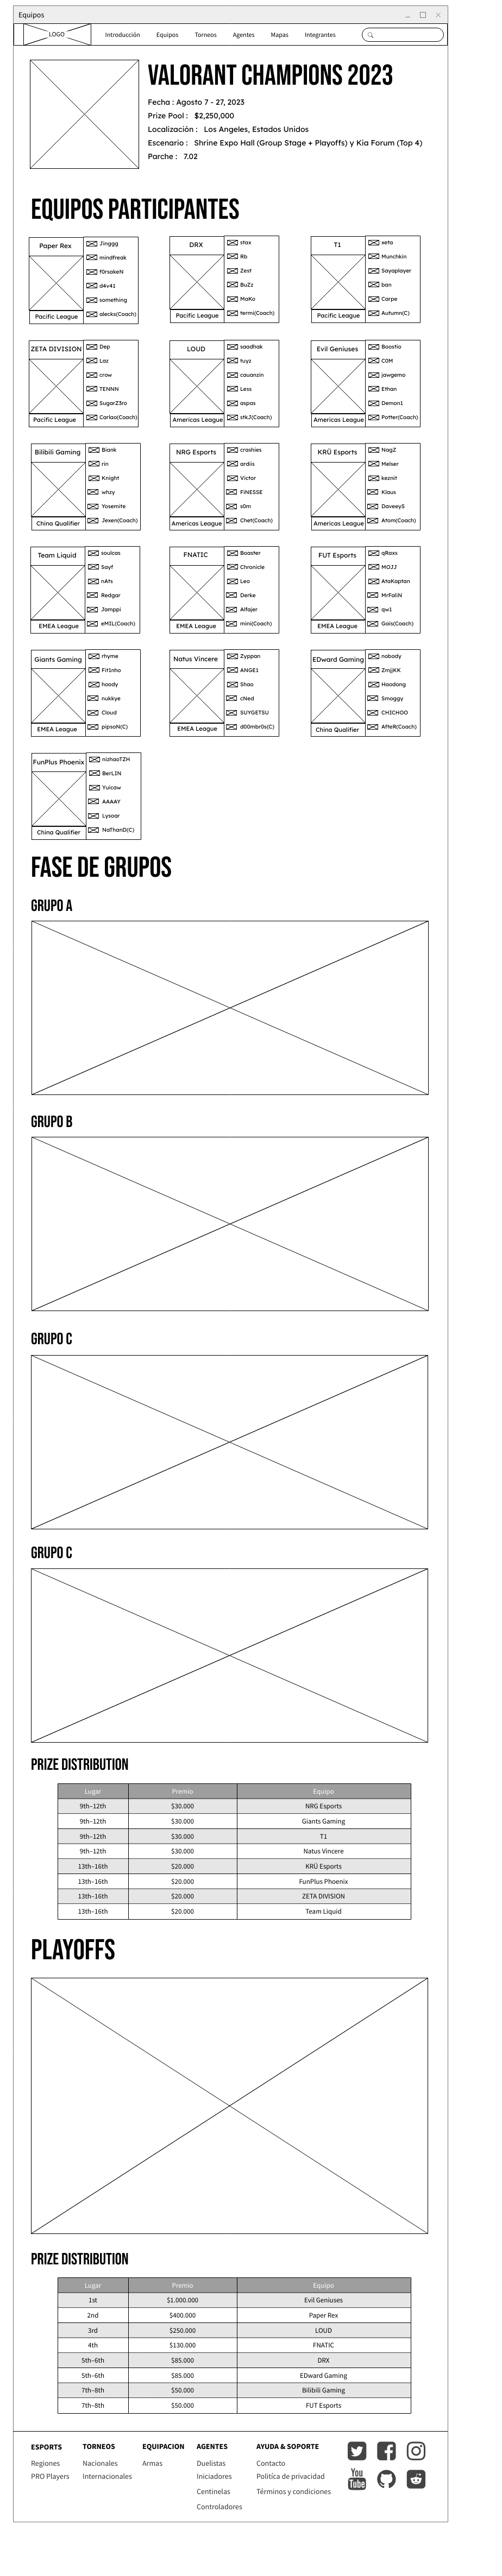 Equipos
LOGO Introducción Equipos Torneos Agentes Mapas Integrantes
VALORANT CHAMPIONS 2023
Fecha : Agosto 7 - 27, 2023
Prize Pool : $2,250,000
Localización : Los Angeles, Estados Unidos
Escenario : Shrine Expo Hall (Group Stage + Playoffs) y Kia Forum (Top 4)
Parche : 7.02
EQUIPOS PARTICIPANTES
Paper Rex
Jinggg
mindfreak
f0rsakeN
d4v41
something
alecks(Coach)
Pacific League
DRX
stax
Rb
Zest
BuZz
MaKo
termi(Coach)
Pacific League
T1
xeta
Munchkin
Sayaplayer
ban
Carpe
Autumn(C)
Pacific League
ZETA DIVISION
Dep
Laz
crow
TENNN
SugarZ3ro
Carlao(Coach)
Pacific League
LOUD
saadhak
tuyz
cauanzin
Less
aspas
stkJ(Coach)
Americas League
Evil Geniuses
Boostio
C0M
jawgemo
Ethan
Demon1
Potter(Coach)
Americas League
Bilibili Gaming
Biank
rin
Knight
whzy
Yosemite
Jexen(Coach)
China Qualifier
NRG Esports
crashies
ardiis
Victor
FiNESSE
s0m
Chet(Coach)
Americas League
KRÜ Esports
NagZ
Melser
keznit
Klaus
DaveeyS
Atom(Coach)
Americas League
Team Liquid
soulcas
Sayf
nAts
Redgar
Jamppi
eMIL(Coach)
EMEA League
FNATIC
Boaster
Chronicle
Leo
Derke
Alfajer
mini(Coach)
EMEA League
FUT Esports
qRaxs
MOJJ
AtaKaptan
MrFaliN
qw1
Gais(Coach)
EMEA League
Giants Gaming
rhyme
Fit1nho
hoody
nukkye
Cloud
pipsoN(C)
EMEA League
Natus Vincere
Zyppan
ANGE1
Shao
cNed
SUYGETSU
d00mbr0s(C)
EMEA League
EDward Gaming
nobody
ZmjjKK
Haodong
Smoggy
CHICHOO
AfteR(Coach)
China Qualifier
FunPlus Phoenix
nizhaoTZH
BerLIN
Yuicaw
AAAAY
Lysoar
NaThanD(C)
China Qualifier
FASE DE GRUPOS
GRUPO A
GRUPO B
GRUPO C
GRUPO C
PRIZE DISTRIBUTION
Lugar Premio Equipo
9th–12th $30.000 NRG Esports
9th–12th $30.000 Giants Gaming
9th–12th $30.000 T1
9th–12th $30.000 Natus Vincere
13th–16th $20.000 KRÜ Esports
13th–16th $20.000 FunPlus Phoenix
13th–16th $20.000 ZETA DIVISION
13th–16th $20.000 Team Liquid
PLAYOFFS
PRIZE DISTRIBUTION
Lugar Premio Equipo
1st $1.000.000 Evil Geniuses
2nd $400.000 Paper Rex
3rd $250.000 LOUD
4th $130.000 FNATIC
5th–6th $85.000 DRX
5th–6th $85.000 EDward Gaming
7th–8th $50.000 Bilibili Gaming
7th–8th $50.000 FUT Esports
ESPORTS TORNEOS EQUIPACION AGENTES AYUDA & SOPORTE
Regiones Nacionales Armas Duelistas Contacto
PRO Players Internacionales Iniciadores Política de privacidad
Centinelas Términos y condiciones
Controladores
You
Tube